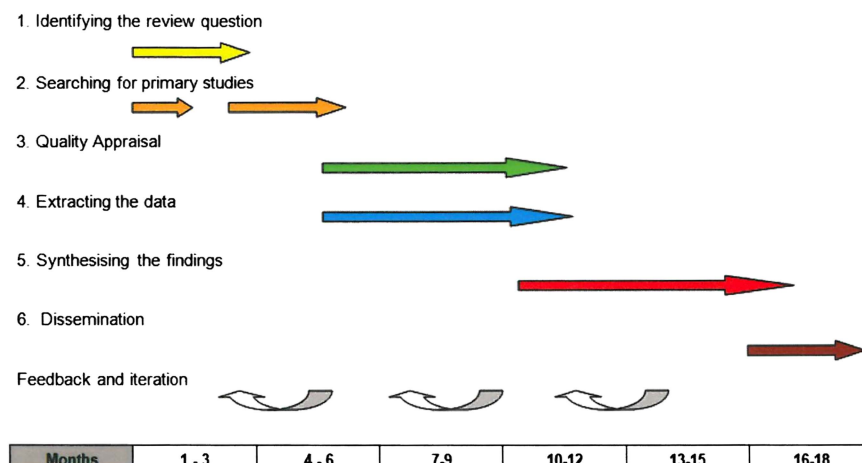 1. Identifying the review question
2. Searching for primary studies
3. Quality Appraisal
4. Extracting the data
5. Synthesising the findings
6. Dissemination
Feedback and iteration
Months 1 - 3 4 - 6 7-9 10-12 13-15 16-18